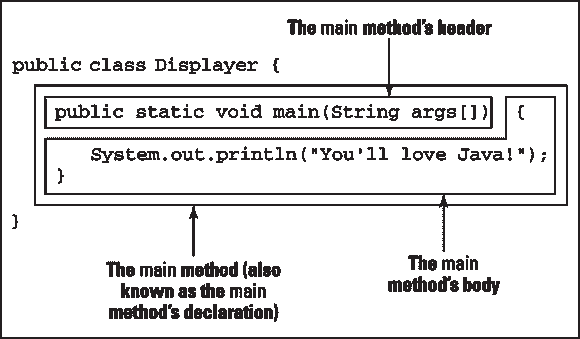 The main method's header
public class Displayer {
public static void main(String args[]) {
System.out.println("You'll love Java!");
}
}
The main method (also
known as the main
method's declaration)
The main
method's body